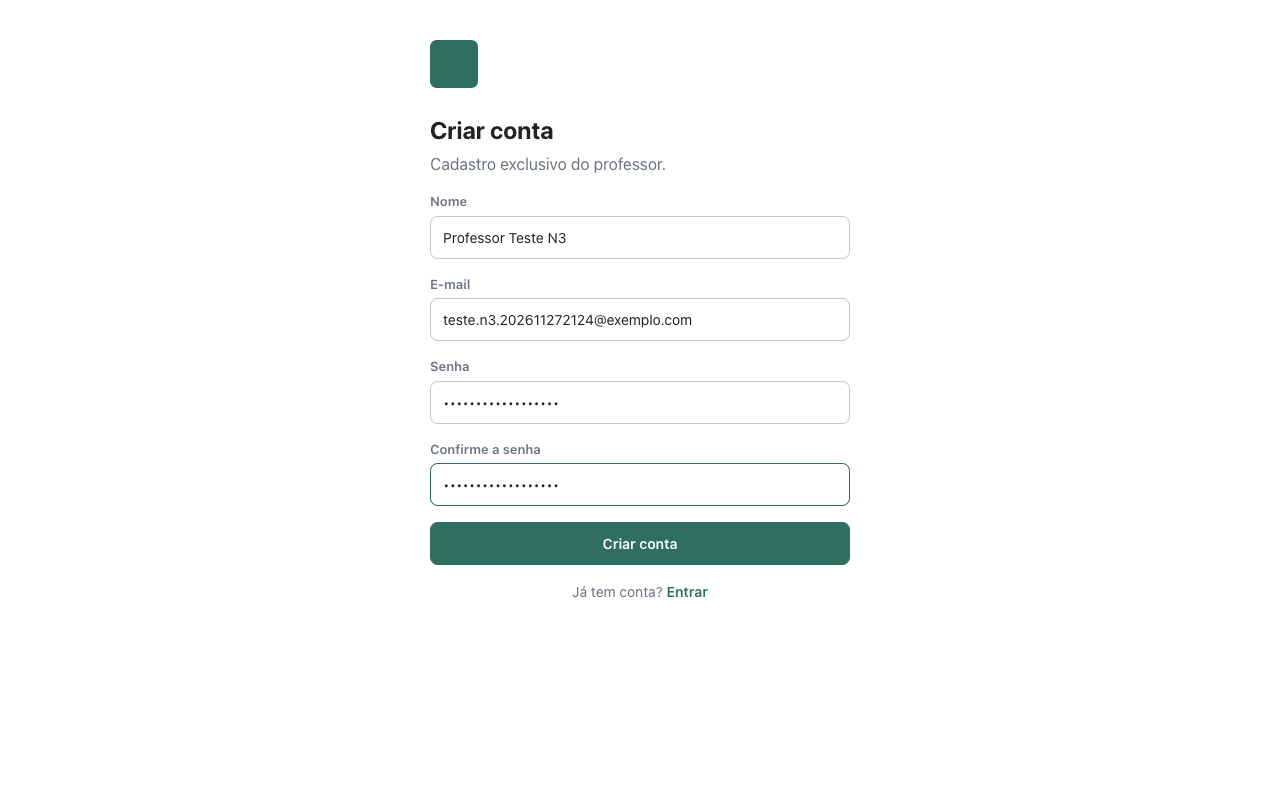 Criar conta
Cadastro exclusivo do professor.
Nome
Professor Teste N3
E-mail
teste.n3.202611272124@exemplo.com
Senha
••••••••••••••••••
Confirme a senha
••••••••••••••••••
Criar conta
Já tem conta? Entrar